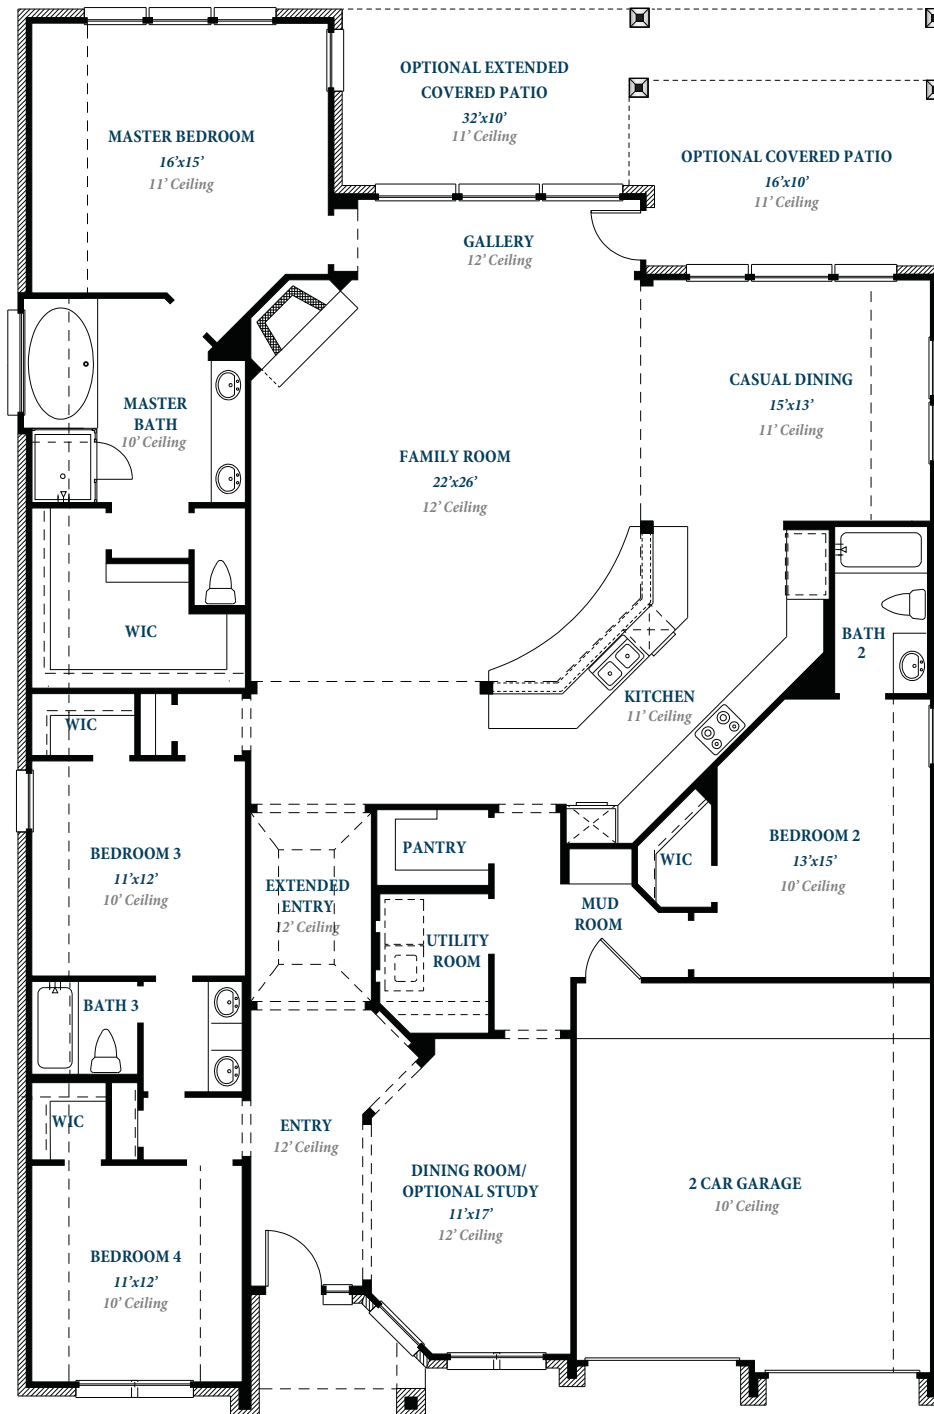 OPTIONAL EXTENDED
COVERED PATIO
32'x10'
11' Ceiling
MASTER BEDROOM
16'x15'
11' Ceiling
OPTIONAL COVERED PATIO
16'x10'
11' Ceiling
GALLERY
12' Ceiling
CASUAL DINING
15'x13'
11' Ceiling
MASTER
BATH
10' Ceiling
FAMILY ROOM
22'x26'
12' Ceiling
WIC
BATH
2
KITCHEN
11' Ceiling
WIC
BEDROOM 3
11'x12'
10' Ceiling
EXTENDED
ENTRY
12' Ceiling
PANTRY
WIC
BEDROOM 2
13'x15'
10' Ceiling
MUD
ROOM
UTILITY
ROOM
BATH 3
WIC
ENTRY
12' Ceiling
DINING ROOM/
OPTIONAL STUDY
11'x17'
12' Ceiling
2 CAR GARAGE
10' Ceiling
BEDROOM 4
11'x12'
10' Ceiling